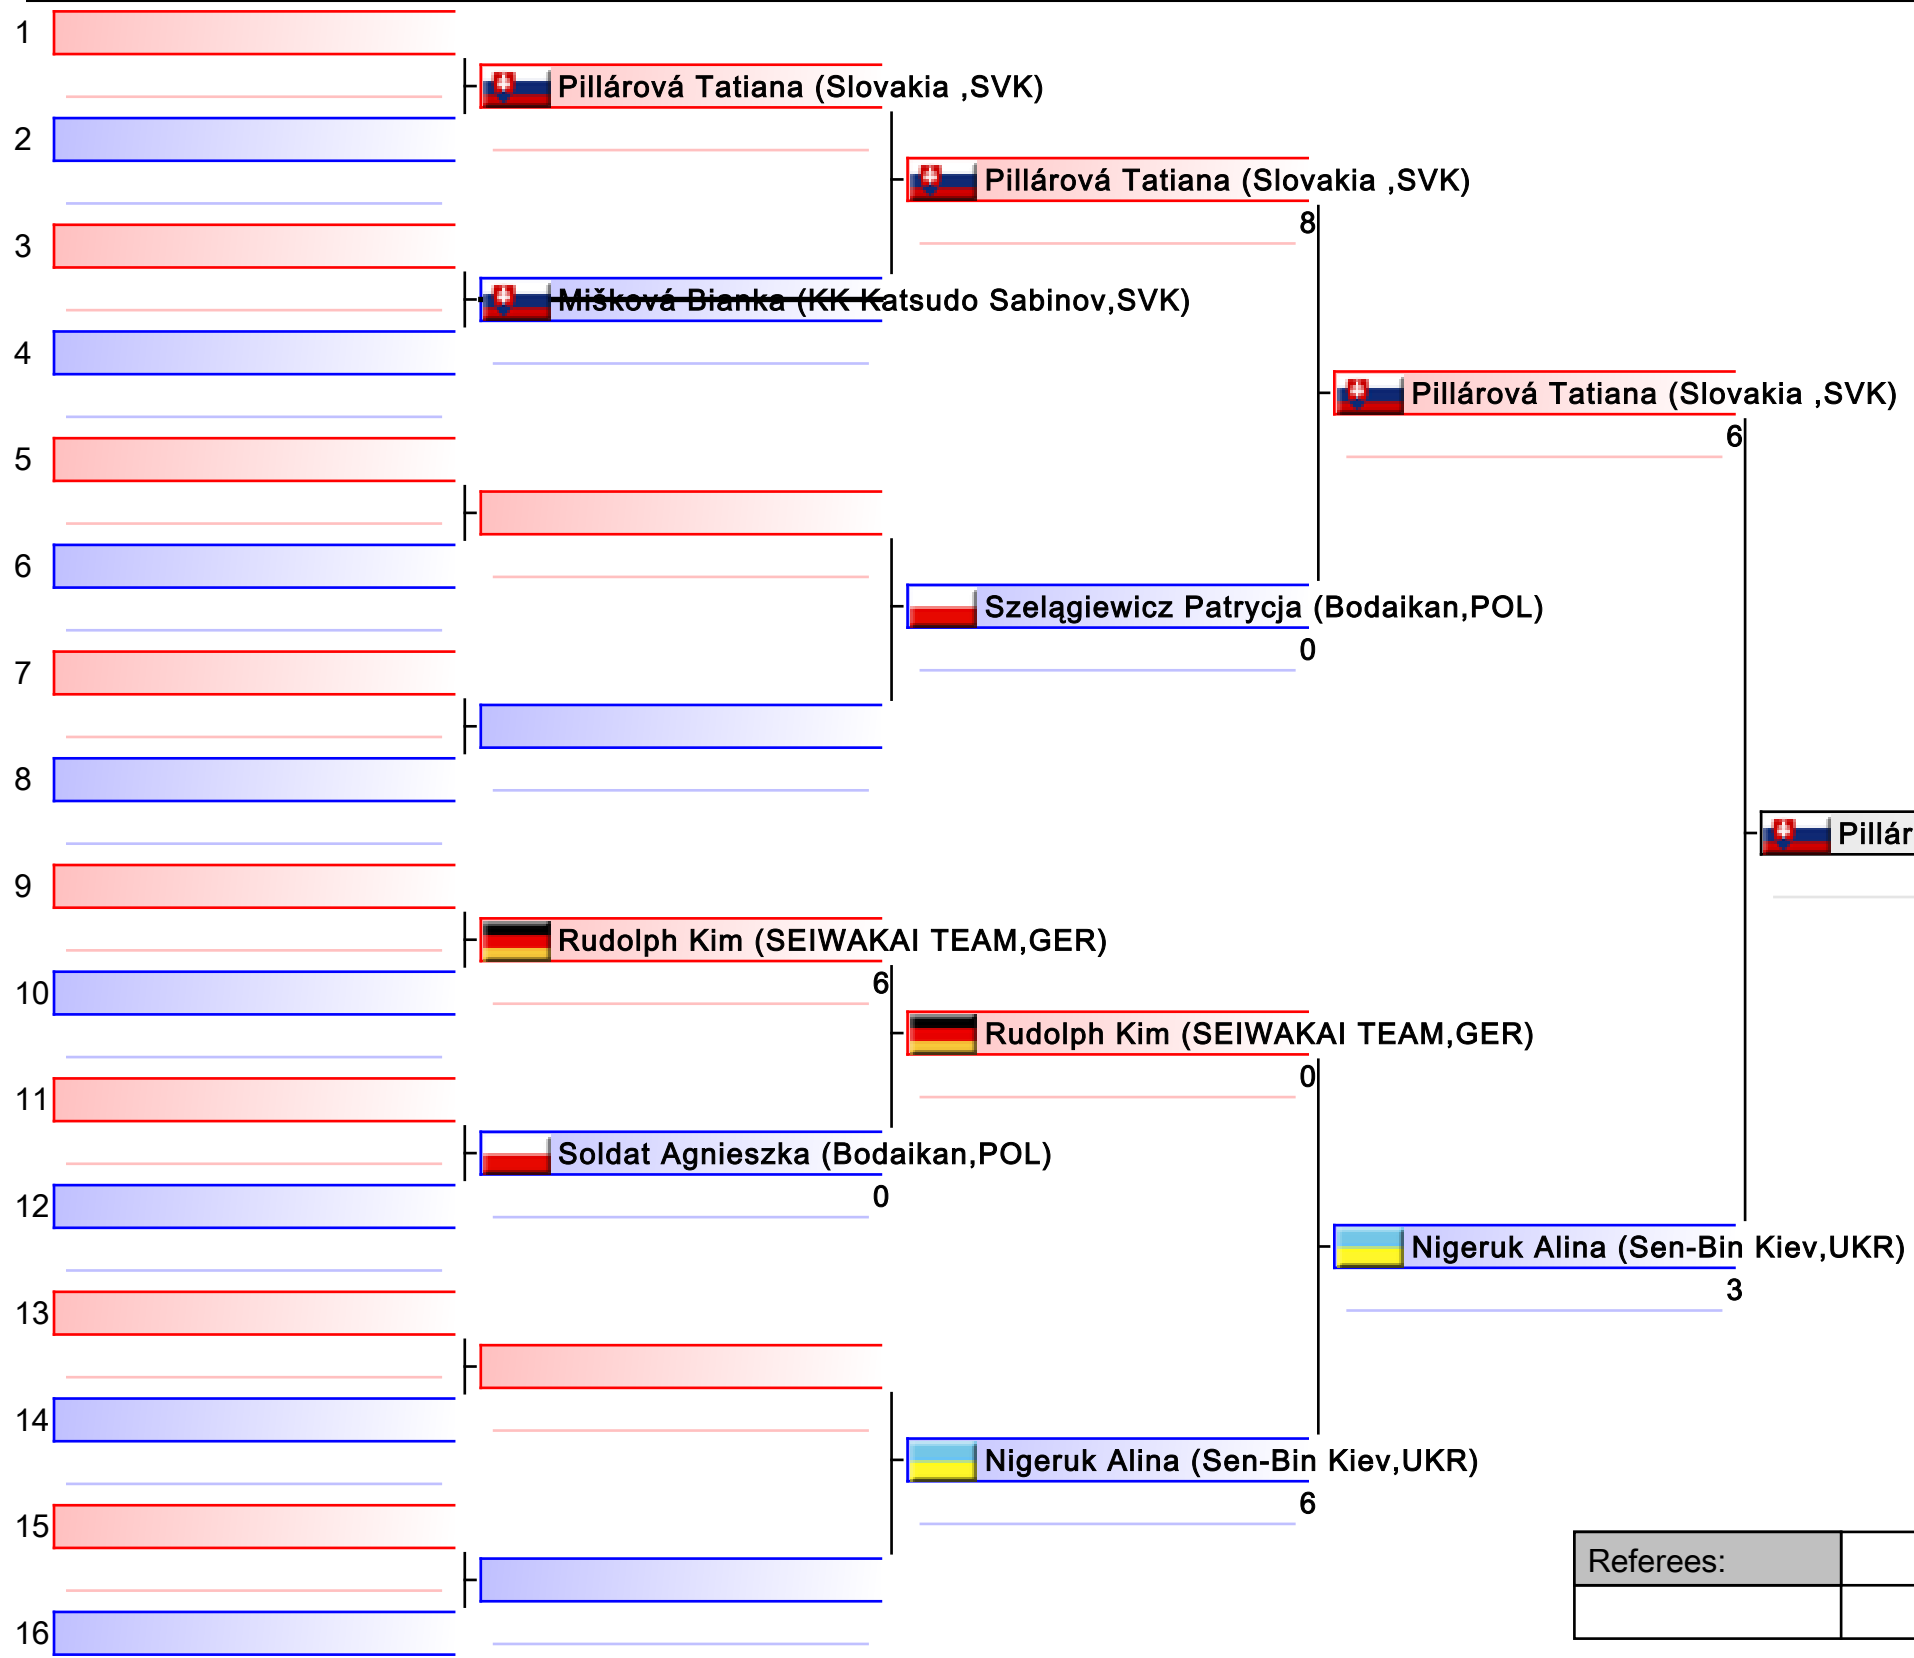 1
Pillárová Tatiana (Slovakia ,SVK)
2
Pillárová Tatiana (Slovakia ,SVK)
8
3
Mišková Bianka (KK Katsudo Sabinov,SVK)
4
Pillárová Tatiana (Slovakia ,SVK)
6
5
6
Szelągiewicz Patrycja (Bodaikan,POL)
0
7
8
Pillár
9
Rudolph Kim (SEIWAKAI TEAM,GER)
6
10
Rudolph Kim (SEIWAKAI TEAM,GER)
0
11
Soldat Agnieszka (Bodaikan,POL)
0
12
Nigeruk Alina (Sen-Bin Kiev,UKR)
3
13
14
Nigeruk Alina (Sen-Bin Kiev,UKR)
6
15
Referees:
16